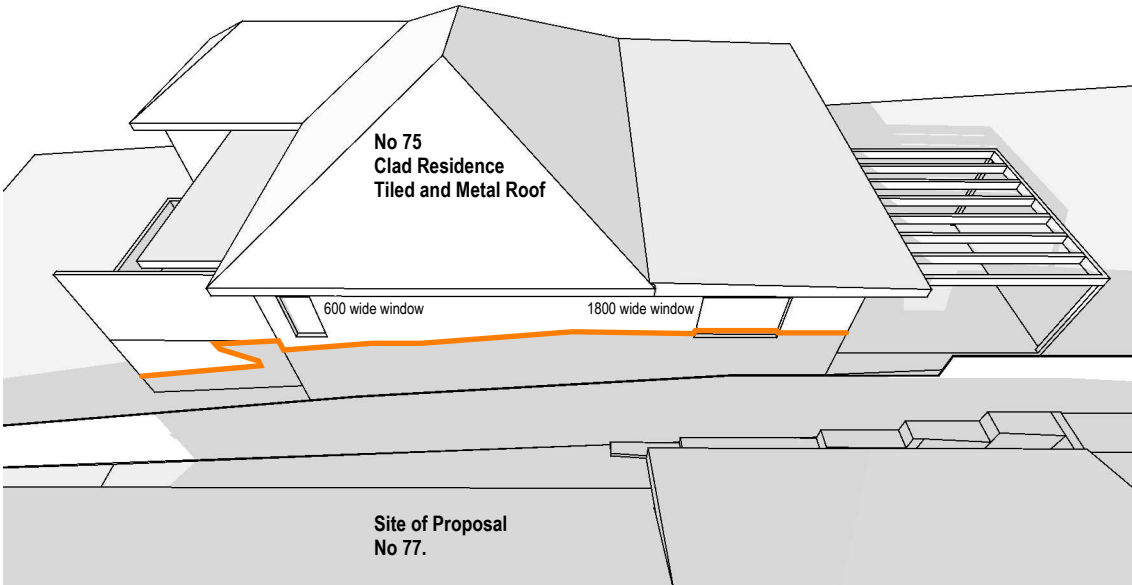 No 75
Clad Residence
Tiled and Metal Roof
600 wide window
1800 wide window
Site of Proposal
No 77.